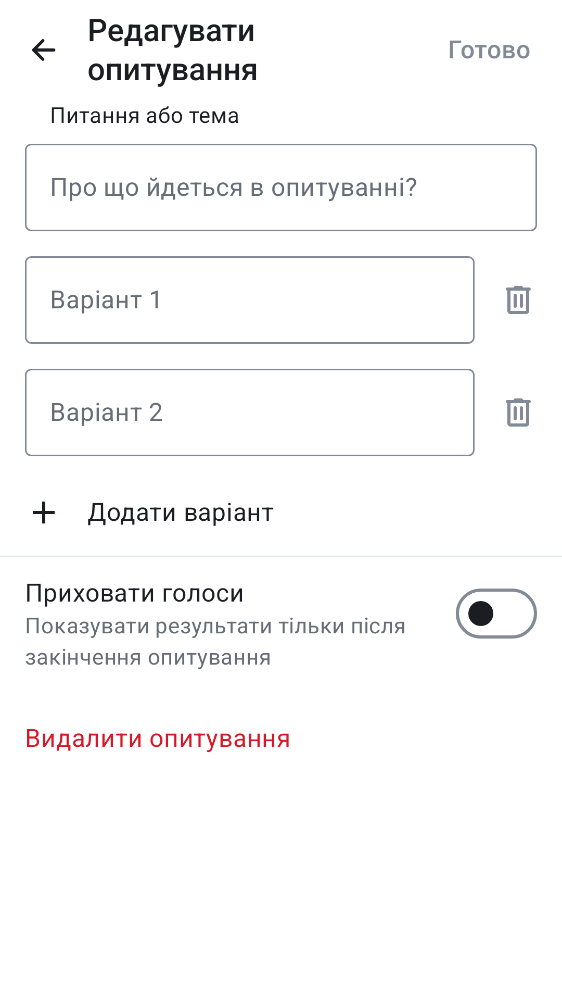 Редагувати
опитування
Готово
Питання або тема
Про що йдеться в опитуванні?
Варіант 1
Варіант 2
Додати варіант
Приховати голоси
Показувати результати тільки після
закінчення опитування
Видалити опитування